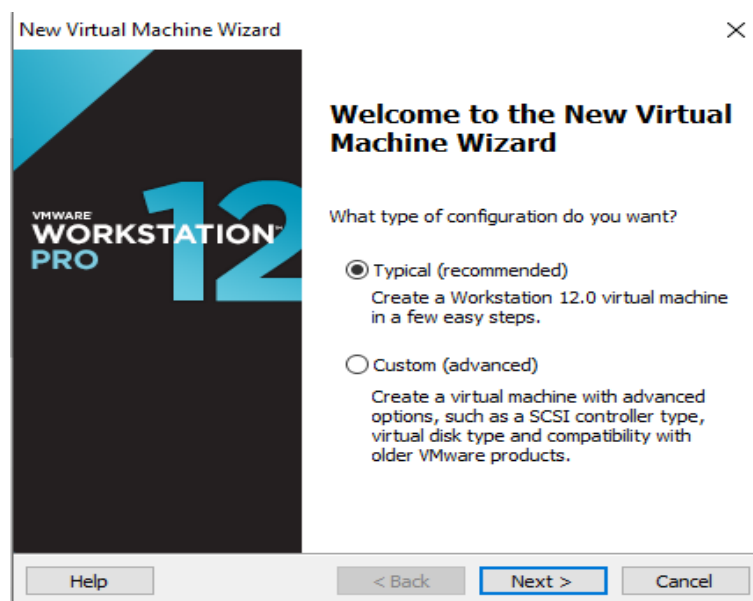 New Virtual Machine Wizard
VMWARE
WORKSTATION™
PRO
12
Welcome to the New Virtual
Machine Wizard
What type of configuration do you want?
Typical (recommended)
Create a Workstation 12.0 virtual machine
in a few easy steps.
Custom (advanced)
Create a virtual machine with advanced
options, such as a SCSI controller type,
virtual disk type and compatibility with
older VMware products.
Help
< Back
Next >
Cancel